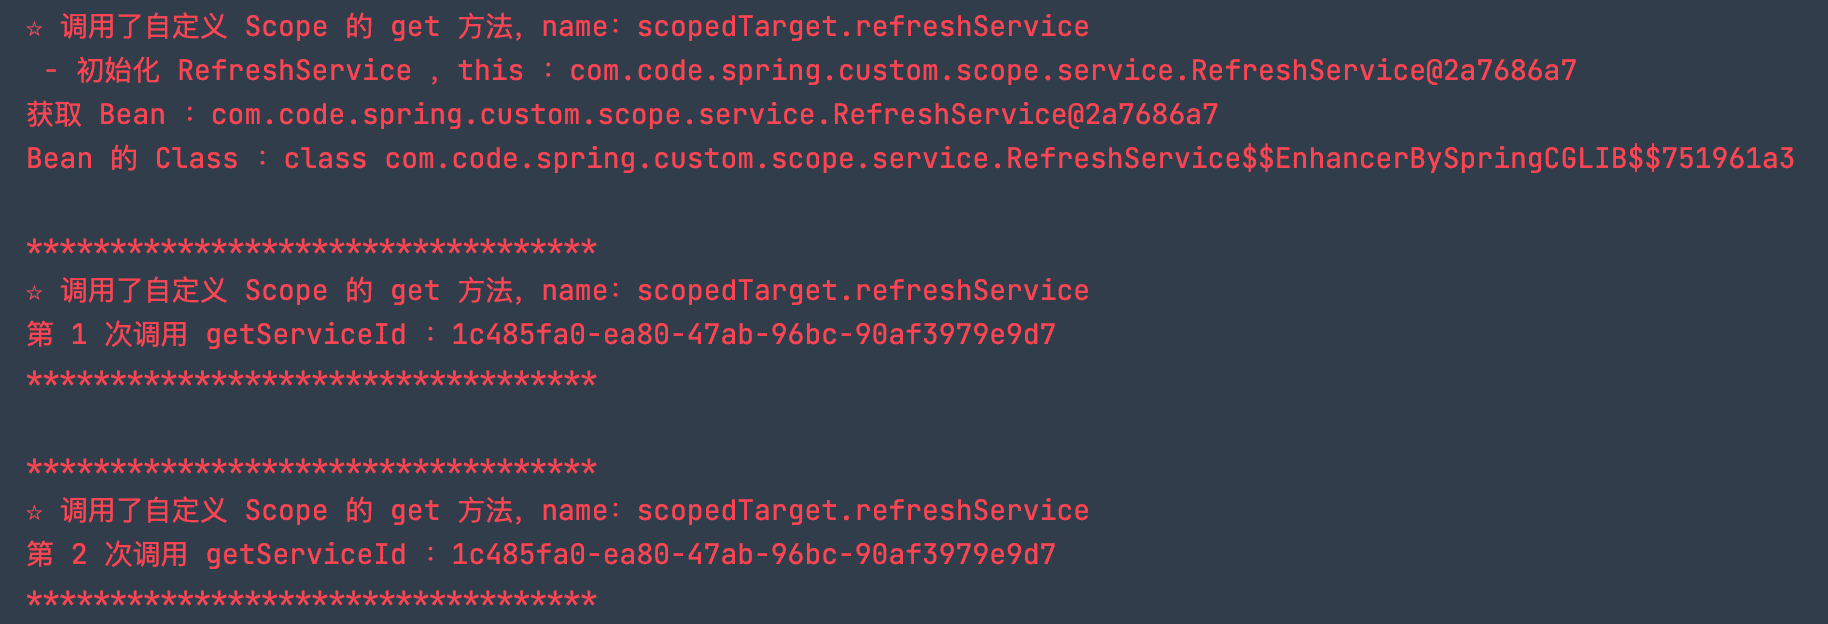 ☆ 调用了自定义 Scope 的 get 方法，name：scopedTarget.refreshService
 - 初始化 RefreshService ，this ：com.code.spring.custom.scope.service.RefreshService@2a7686a7
获取 Bean ：com.code.spring.custom.scope.service.RefreshService@2a7686a7
Bean 的 Class ：class com.code.spring.custom.scope.service.RefreshService$$EnhancerBySpringCGLIB$$751961a3
**********************************
☆ 调用了自定义 Scope 的 get 方法，name：scopedTarget.refreshService
第 1 次调用 getServiceId ：1c485fa0-ea80-47ab-96bc-90af3979e9d7
**********************************
**********************************
☆ 调用了自定义 Scope 的 get 方法，name：scopedTarget.refreshService
第 2 次调用 getServiceId ：1c485fa0-ea80-47ab-96bc-90af3979e9d7
**********************************